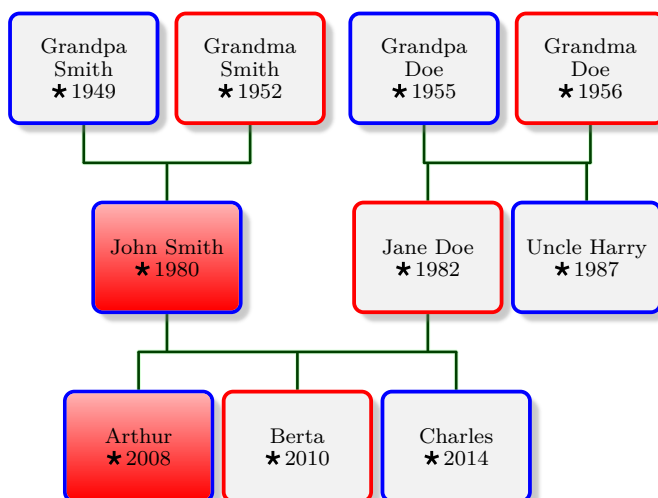 Grandpa
Smith
★ 1949
Grandma
Smith
★ 1952
Grandpa
Doe
★ 1955
Grandma
Doe
★ 1956
John Smith
★ 1980
Jane Doe
★ 1982
Uncle Harry
★ 1987
Arthur
★ 2008
Berta
★ 2010
Charles
★ 2014